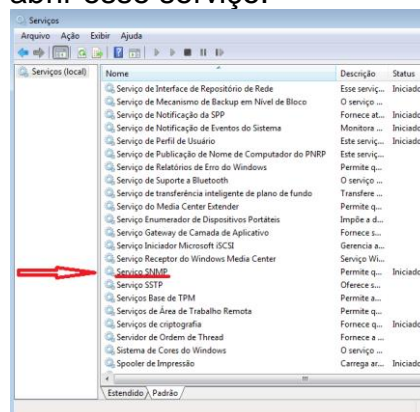 abrir esse serviço.
Serviços
Arquivo Ação Exibir Ajuda
Serviços (local)
Nome Descrição Status
Serviço de Interface de Repositório de Rede Esse serviç... Iniciado
Serviço de Mecanismo de Backup em Nível de Bloco O serviço ...
Serviço de Notificação da SPP Fornece at... Iniciado
Serviço de Notificação de Eventos do Sistema Monitora ... Iniciado
Serviço de Perfil de Usuário Este serviç... Iniciado
Serviço de Publicação de Nome de Computador do PNRP Este serviç...
Serviço de Relatórios de Erro do Windows Permite q...
Serviço de Suporte a Bluetooth O serviço ...
Serviço de transferência inteligente de plano de fundo Transfere ... Iniciado
Serviço do Media Center Extender Permite q...
Serviço Enumerador de Dispositivos Portáteis Impõe a d...
Serviço Gateway de Camada de Aplicativo Fornece s...
Serviço Iniciador Microsoft iSCSI Gerencia a...
Serviço Receptor do Windows Media Center Serviço Wi...
Serviço SNMP Permite q... Iniciado
Serviço SSTP Oferece s...
Serviços Base de TPM Permite a...
Serviços de Área de Trabalho Remota Permite q...
Serviços de criptografia Fornece q... Iniciado
Servidor de Ordem de Thread Fornece a ...
Sistema de Cores do Windows O serviço ...
Spooler de Impressão Carrega ar... Iniciado
Estendido Padrão